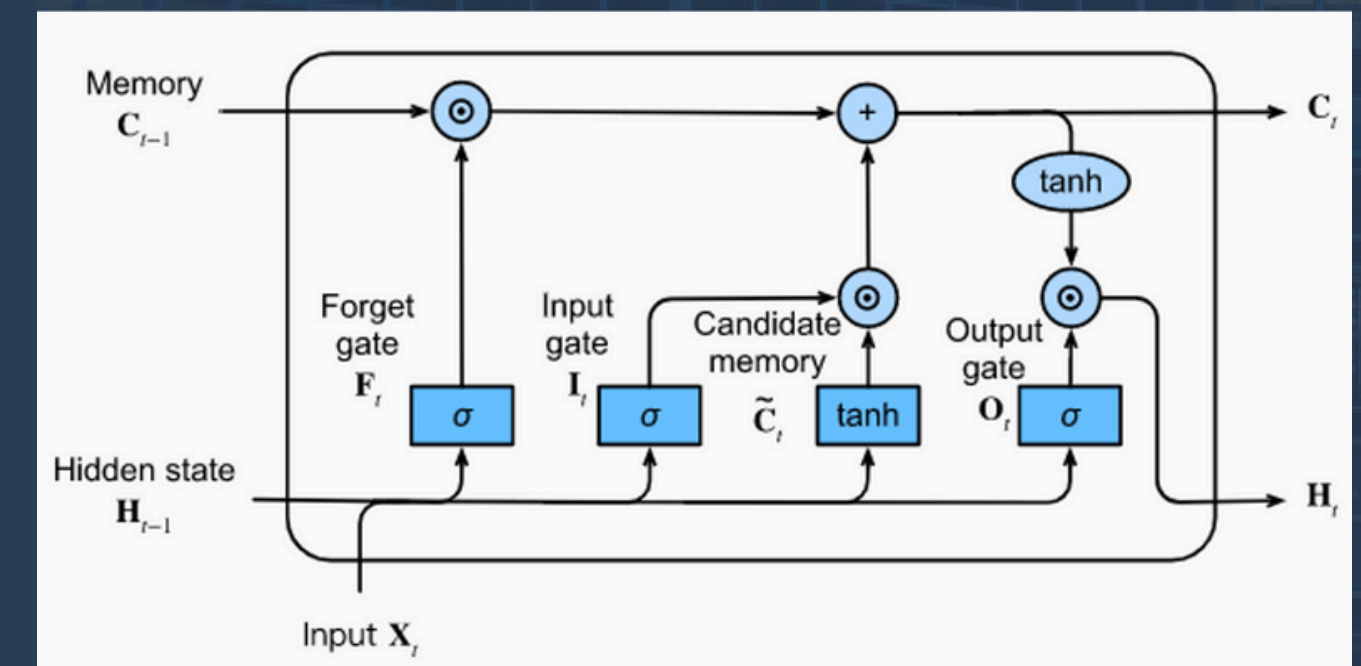 Memory
C_{t-1}
⊙
+
C_t
tanh
Forget
gate
F_t
σ
Input
gate
I_t
σ
Candidate
memory
C̃_t
tanh
⊙
Output
gate
O_t
σ
⊙
Hidden state
H_{t-1}
H_t
Input X_t